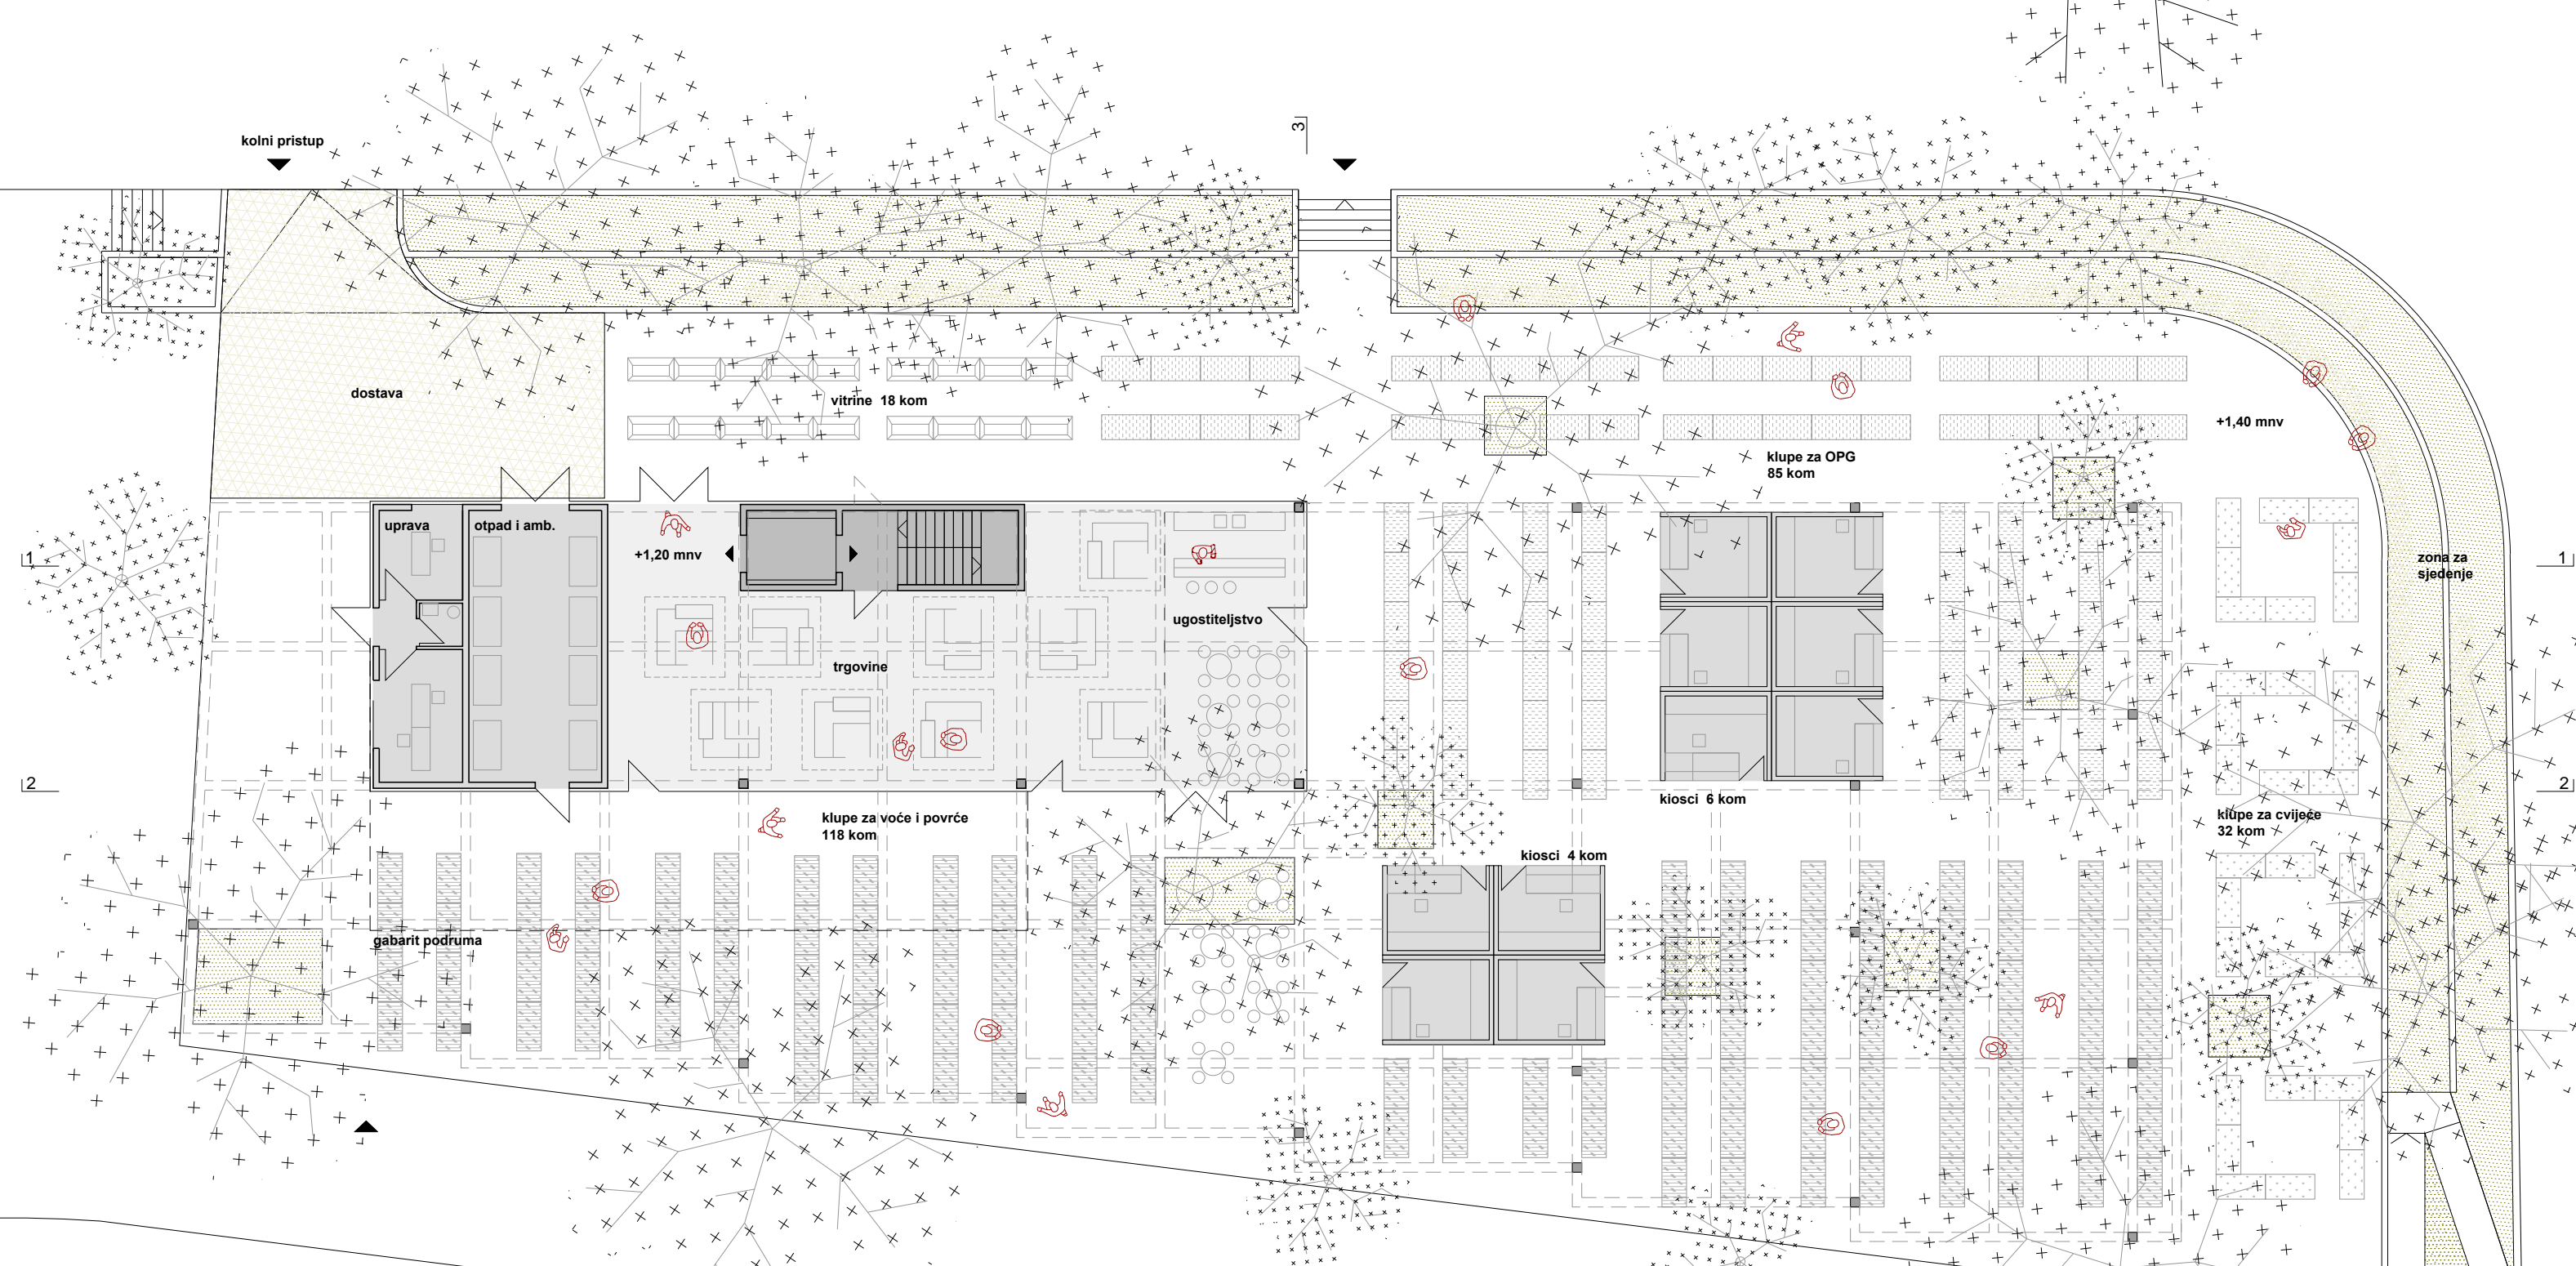 kolni pristup
3
dostava
vitrine 18 kom
+1,40 mnv
klupe za OPG
85 kom
uprava
otpad i amb.
+1,20 mnv
1
zona za
sjedenje
1
ugostiteljstvo
trgovine
2
2
kiosci 6 kom
klupe za voće i povrće
118 kom
klupe za cvijeće
32 kom
kiosci 4 kom
gabarit podruma